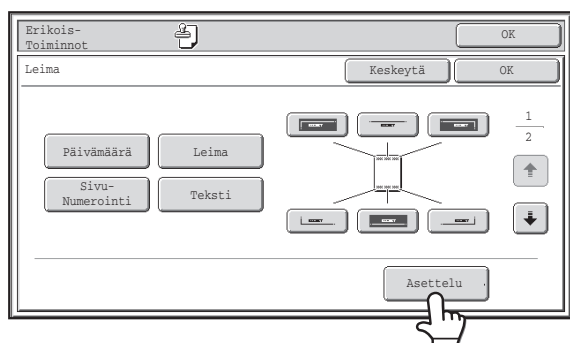 Erikois-
Toiminnot
OK
Leima
Keskeytä
OK
Päivämäärä
Leima
Sivu-
Numerointi
Teksti
1
2
Asettelu